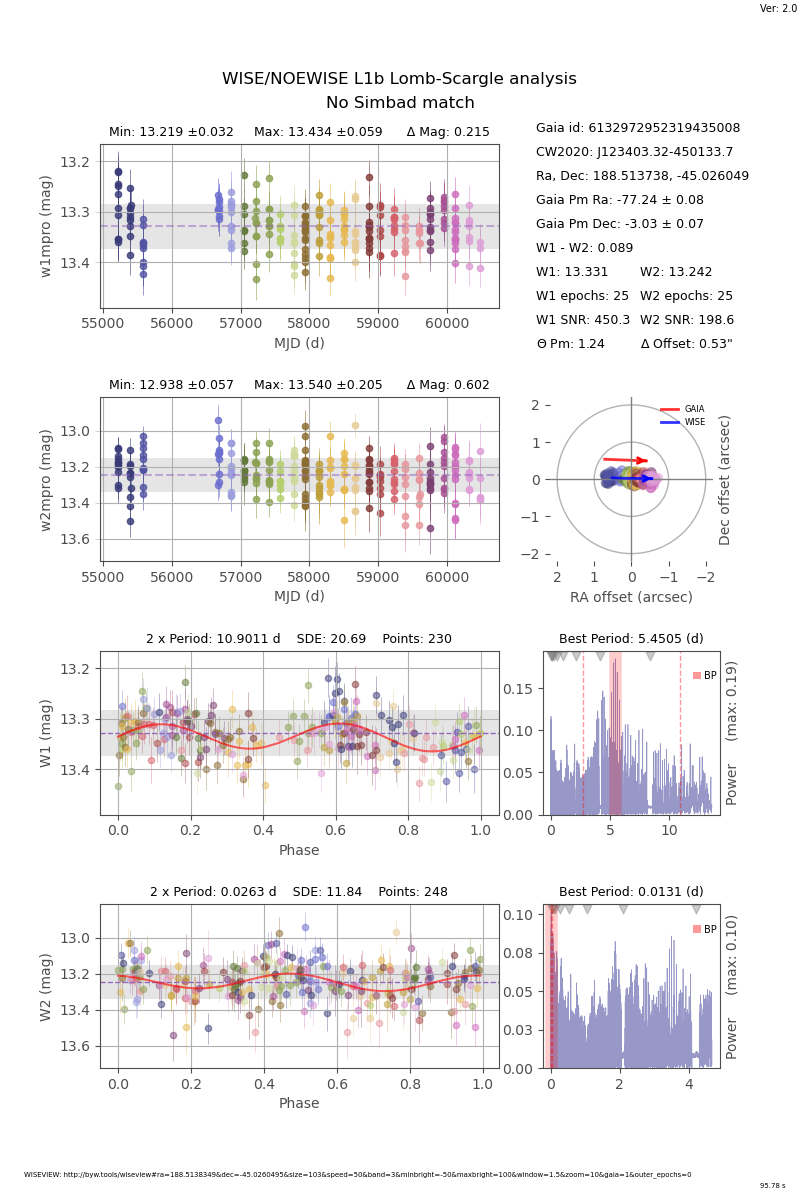 Ver: 2.0
WISE/NOEWISE L1b Lomb-Scargle analysis
No Simbad match
Min: 13.219 ±0.032 Max: 13.434 ±0.059 Δ Mag: 0.215
13.2
13.3
13.4
w1mpro (mag)
55000 56000 57000 58000 59000 60000
MJD (d)
Gaia id: 6132972952319435008
CW2020: J123403.32-450133.7
Ra, Dec: 188.513738, -45.026049
Gaia Pm Ra: -77.24 ± 0.08
Gaia Pm Dec: -3.03 ± 0.07
W1 - W2: 0.089
W1: 13.331 W2: 13.242
W1 epochs: 25 W2 epochs: 25
W1 SNR: 450.3 W2 SNR: 198.6
Θ Pm: 1.24 Δ Offset: 0.53"
Min: 12.938 ±0.057 Max: 13.540 ±0.205 Δ Mag: 0.602
13.0
13.2
13.4
13.6
w2mpro (mag)
55000 56000 57000 58000 59000 60000
MJD (d)
GAIA
WISE
2
1
0
−1
−2
2 1 0 −1 −2
RA offset (arcsec)
Dec offset (arcsec)
2 x Period: 10.9011 d SDE: 20.69 Points: 230
13.2
13.3
13.4
W1 (mag)
0.0 0.2 0.4 0.6 0.8 1.0
Phase
Best Period: 5.4505 (d)
BP
0.15
0.10
0.05
0.00
0 5 10
Power (max: 0.19)
2 x Period: 0.0263 d SDE: 11.84 Points: 248
13.0
13.2
13.4
13.6
W2 (mag)
0.0 0.2 0.4 0.6 0.8 1.0
Phase
Best Period: 0.0131 (d)
BP
0.10
0.08
0.05
0.03
0.00
0 2 4
Power (max: 0.10)
WISEVIEW: http://byw.tools/wiseview#ra=188.5138349&dec=-45.0260495&size=103&speed=50&band=3&minbright=-50&maxbright=100&window=1.5&zoom=10&gaia=1&outer_epochs=0
95.78 s